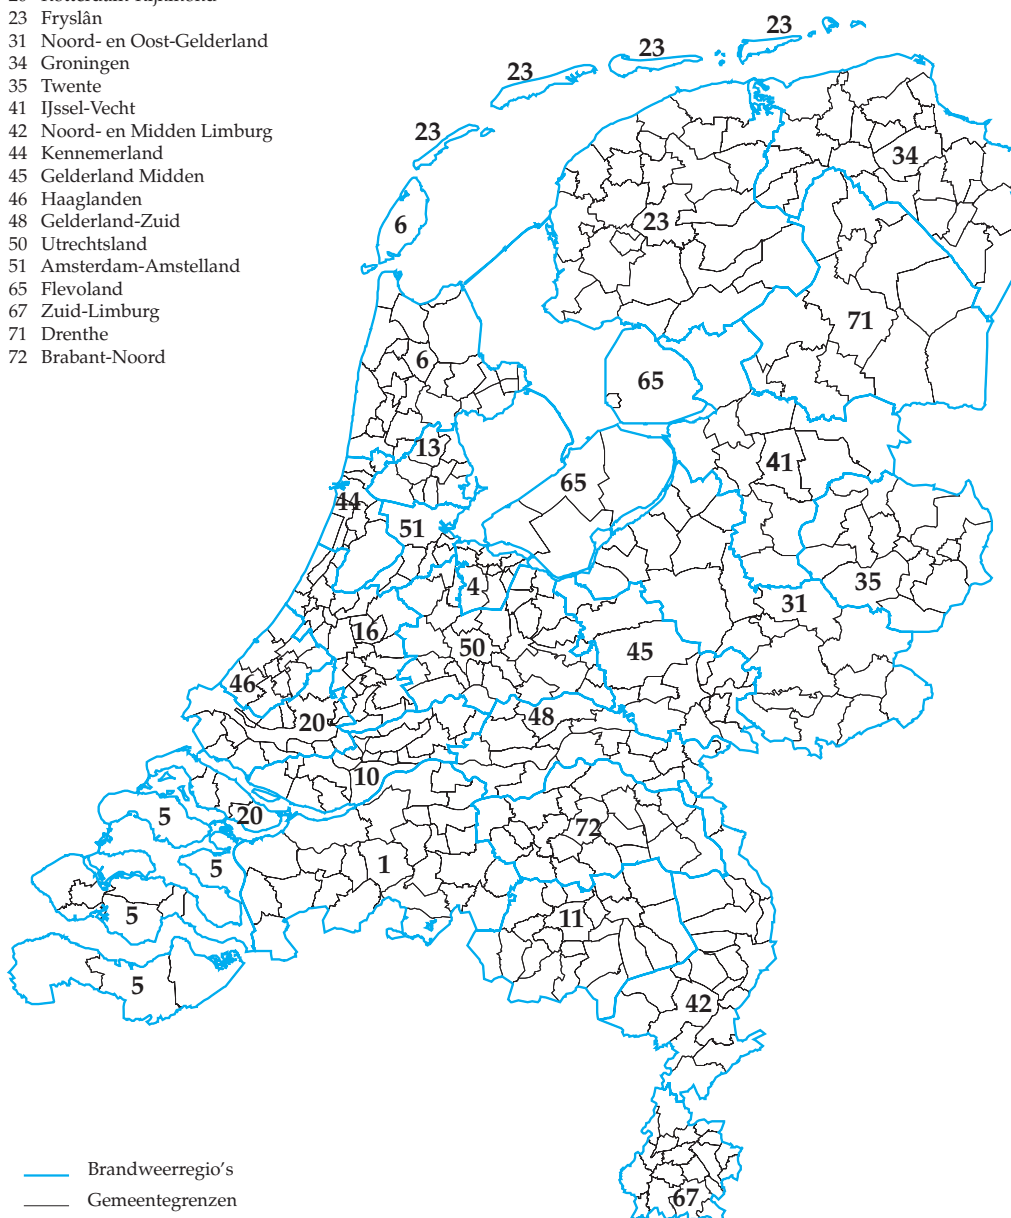 23 Fryslân
31 Noord- en Oost-Gelderland
34 Groningen
35 Twente
41 IJssel-Vecht
42 Noord- en Midden Limburg
44 Kennemerland
45 Gelderland Midden
46 Haaglanden
48 Gelderland-Zuid
50 Utrechtsland
51 Amsterdam-Amstelland
65 Flevoland
67 Zuid-Limburg
71 Drenthe
72 Brabant-Noord
23
23
23
23
34
6
23
71
6
65
13
41
65
44
51
4
35
31
16
50
45
46
20
48
10
5
20
72
5
1
5
11
5
42
67
Brandweerregio's
Gemeentegrenzen